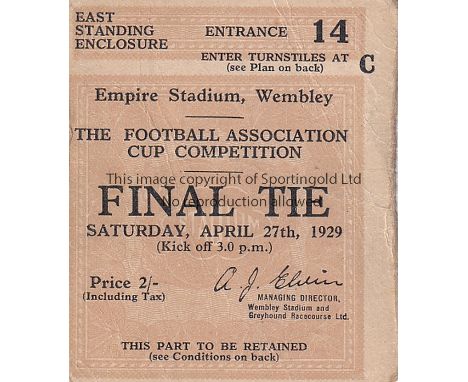 EAST
STANDING
ENCLOSURE
ENTRANCE 14
ENTER TURNSTILES AT C
(see Plan on back)
Empire Stadium, Wembley
THE FOOTBALL ASSOCIATION
CUP COMPETITION
This image copyright of Sportingold Ltd
FINAL TIE
No reproduction allowed
SATURDAY, APRIL 27th, 1929
(Kick off 3.0 p.m.)
Price 2/-
(Including Tax)
A. J. Elvin
MANAGING DIRECTOR,
Wembley Stadium and
Greyhound Racecourse Ltd.
THIS PART TO BE RETAINED
(see Conditions on back)